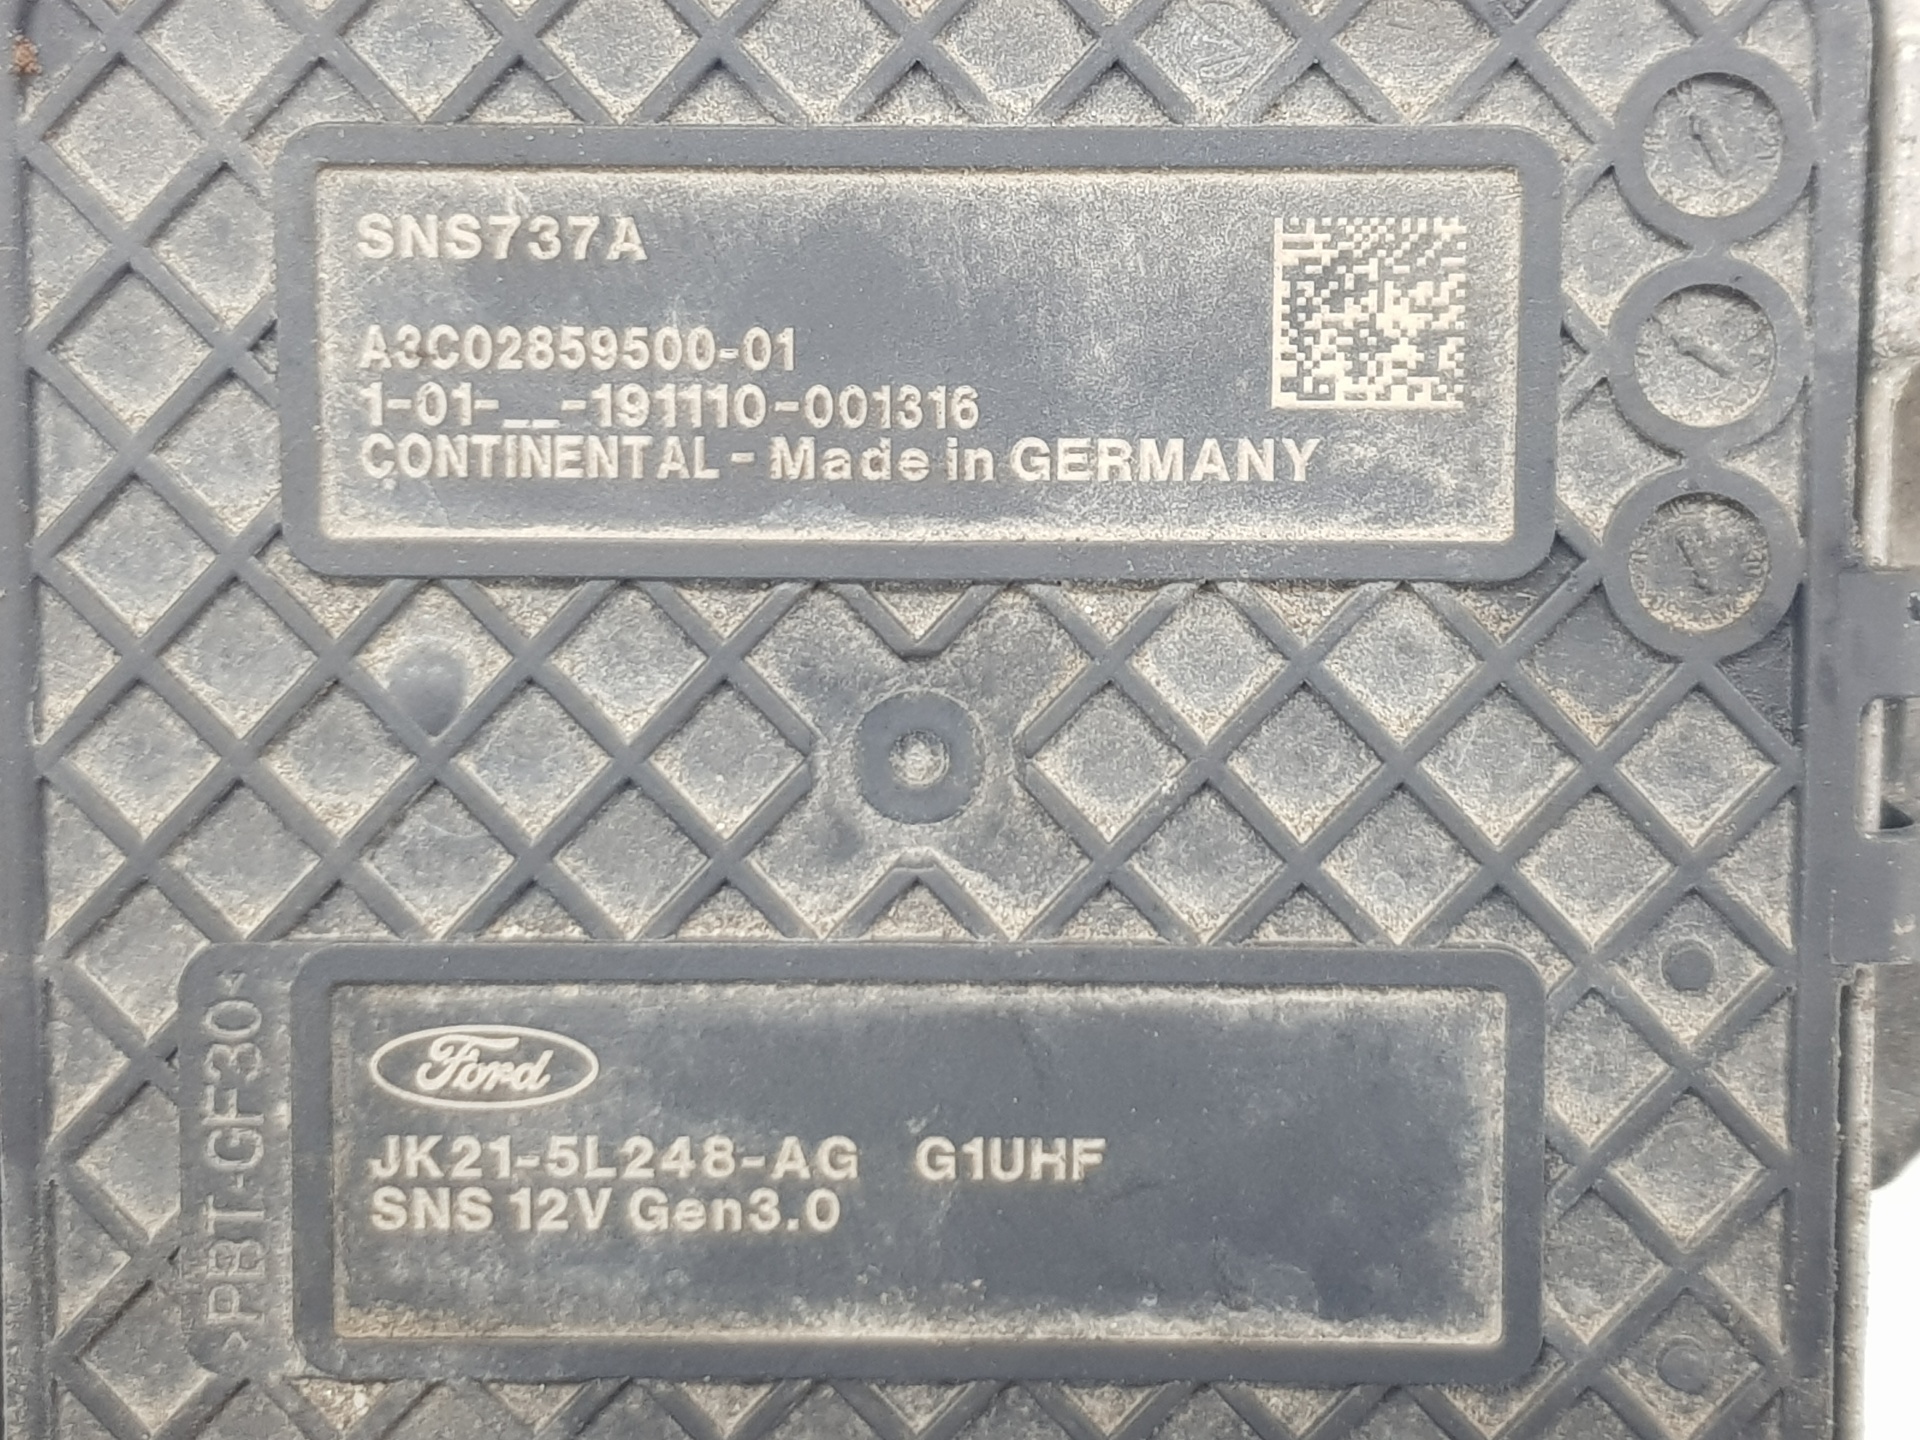 SNS737A
A3C02859500-01
1-01-__-191110-001316
CONTINENTAL - Made in GERMANY
>PBT-GF30<
Ford
JK21-5L248-AG G1UHF
SNS 12V Gen3.0